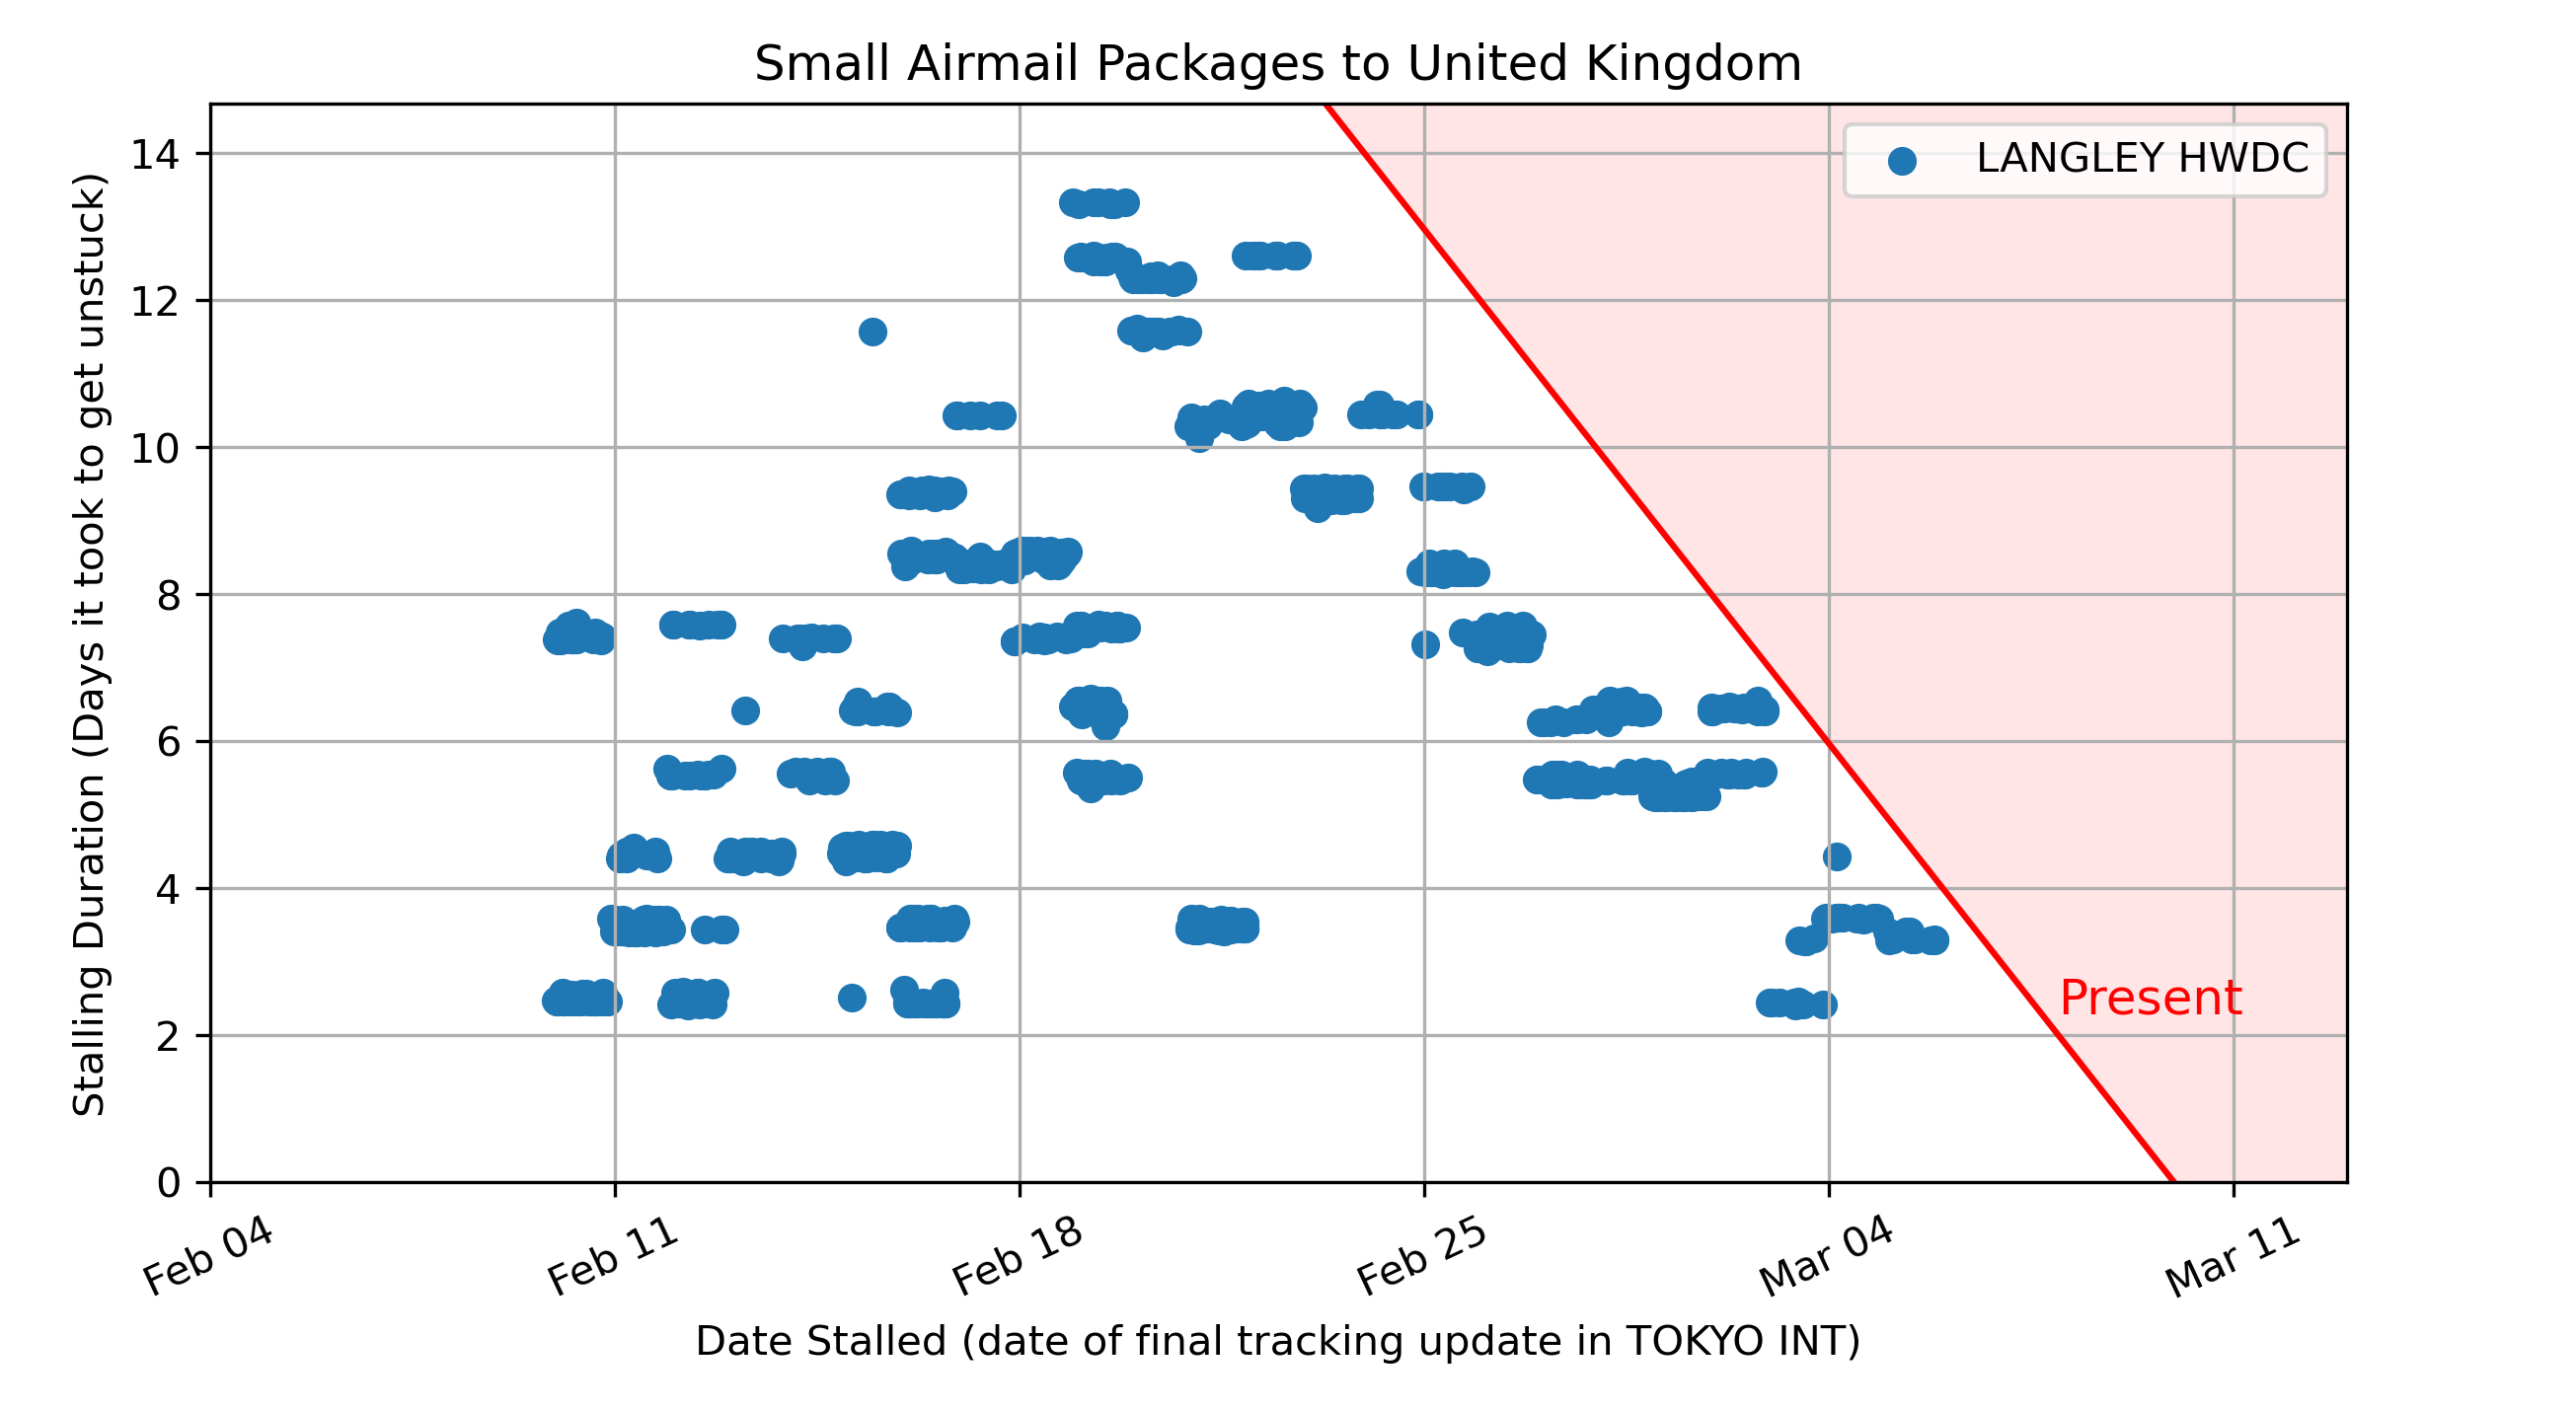 Small Airmail Packages to United Kingdom
LANGLEY HWDC
Stalling Duration (Days it took to get unstuck)
14
12
10
8
6
4
2
0
Present
Feb 04
Feb 11
Feb 18
Feb 25
Mar 04
Mar 11
Date Stalled (date of final tracking update in TOKYO INT)